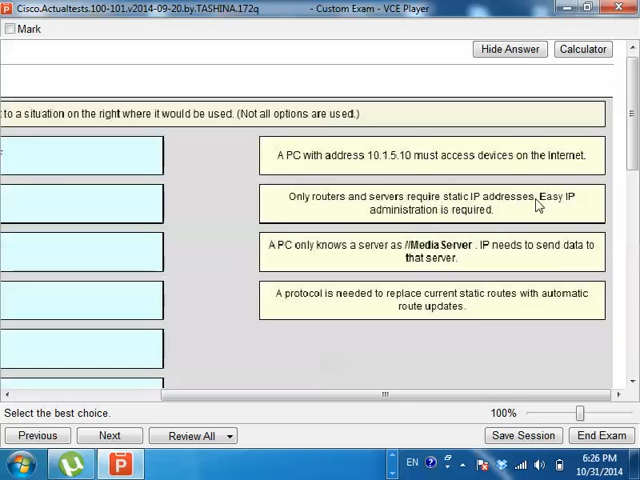 Cisco.Actualtests.100-101.v2014-09-20.by.TASHINA.172q - Custom Exam - VCE Player
Mark
Hide Answer
Calculator
t to a situation on the right where it would be used. (Not all options are used.)
A PC with address 10.1.5.10 must access devices on the Internet.
Only routers and servers require static IP addresses. Easy IP
administration is required.
A PC only knows a server as //MediaServer . IP needs to send data to
that server.
A protocol is needed to replace current static routes with automatic
route updates.
Select the best choice.
100%
Previous
Next
Review All
Save Session
End Exam
EN
6:26 PM
10/31/2014